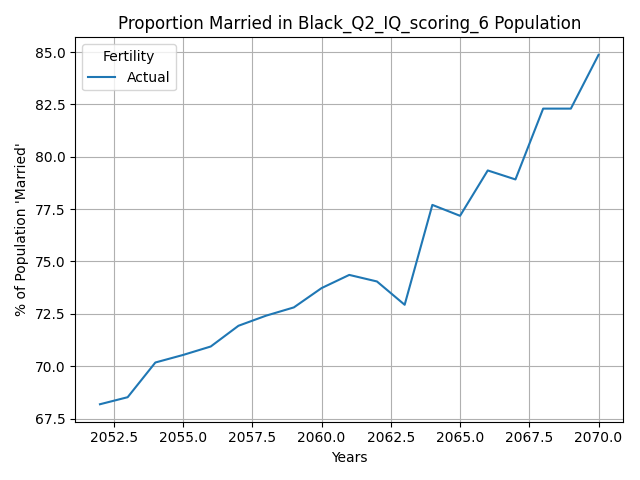 Proportion Married in Black_Q2_IQ_scoring_6 Population
Fertility
Actual
85.0
82.5
80.0
77.5
75.0
72.5
70.0
67.5
% of Population 'Married'
2052.5 2055.0 2057.5 2060.0 2062.5 2065.0 2067.5 2070.0
Years